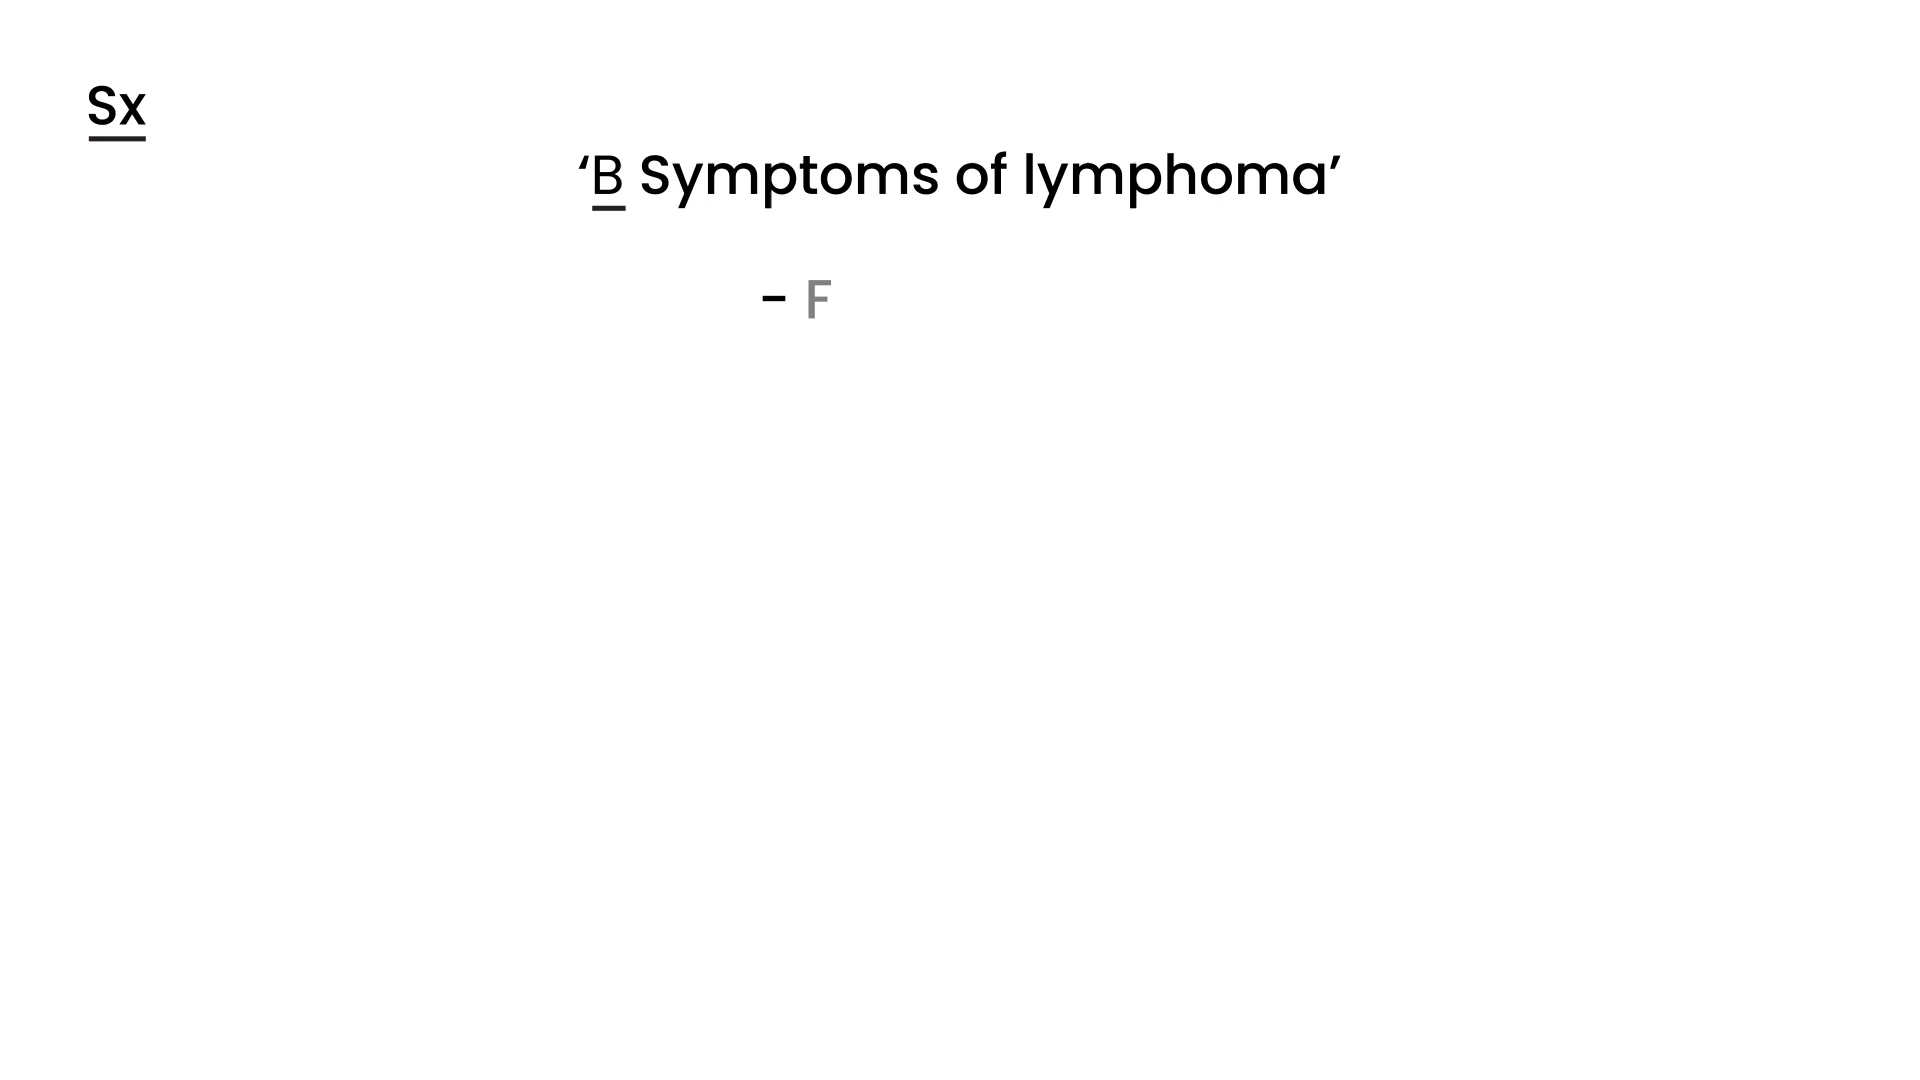 Sx
‘B Symptoms of lymphoma’
- F